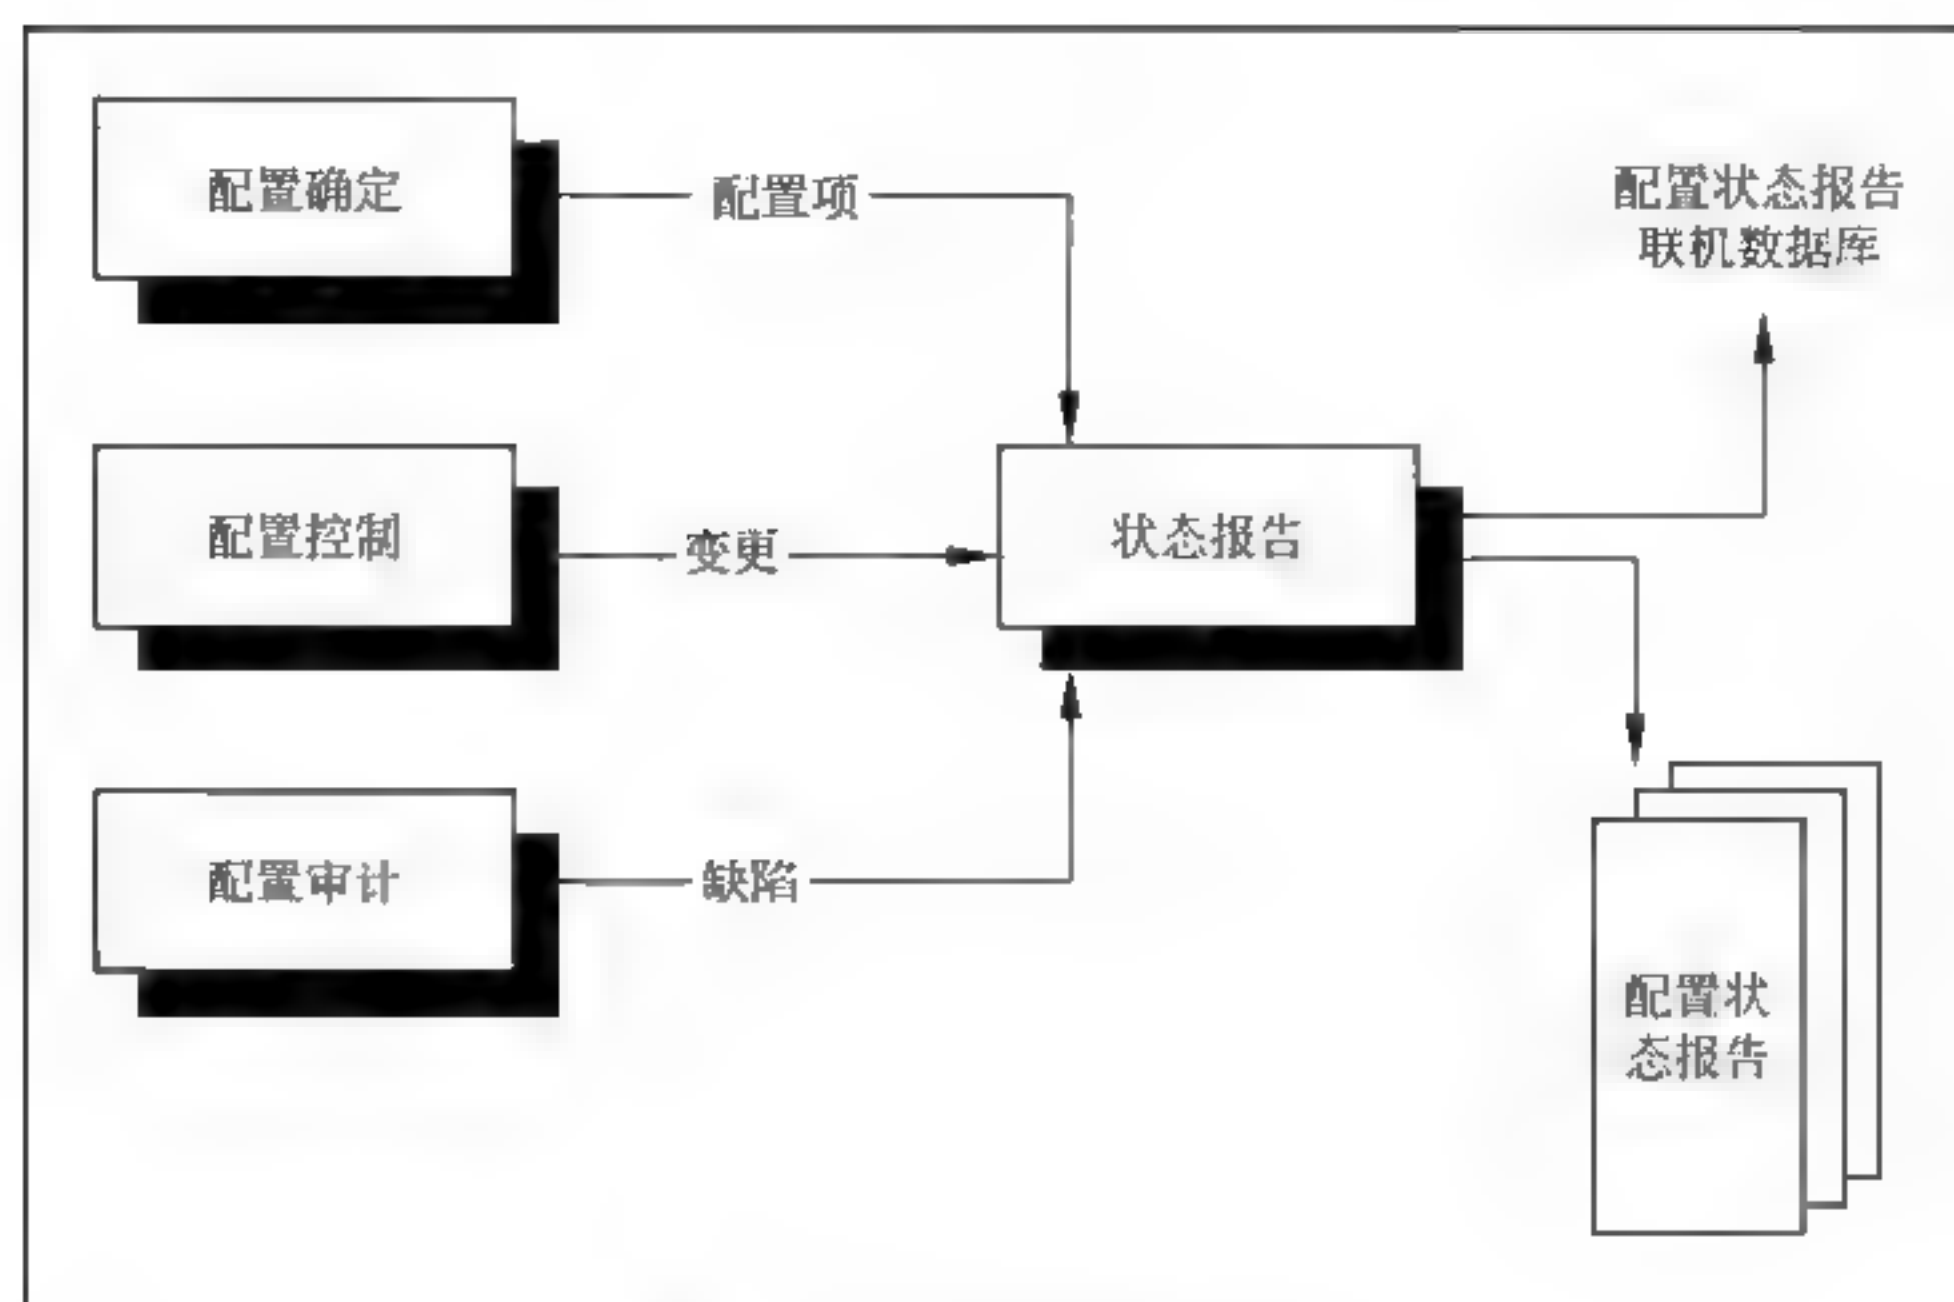 配置确定
配置项
配置状态报告
联机数据库
配置控制
变更
状态报告
配置审计
缺陷
配置状
态报告